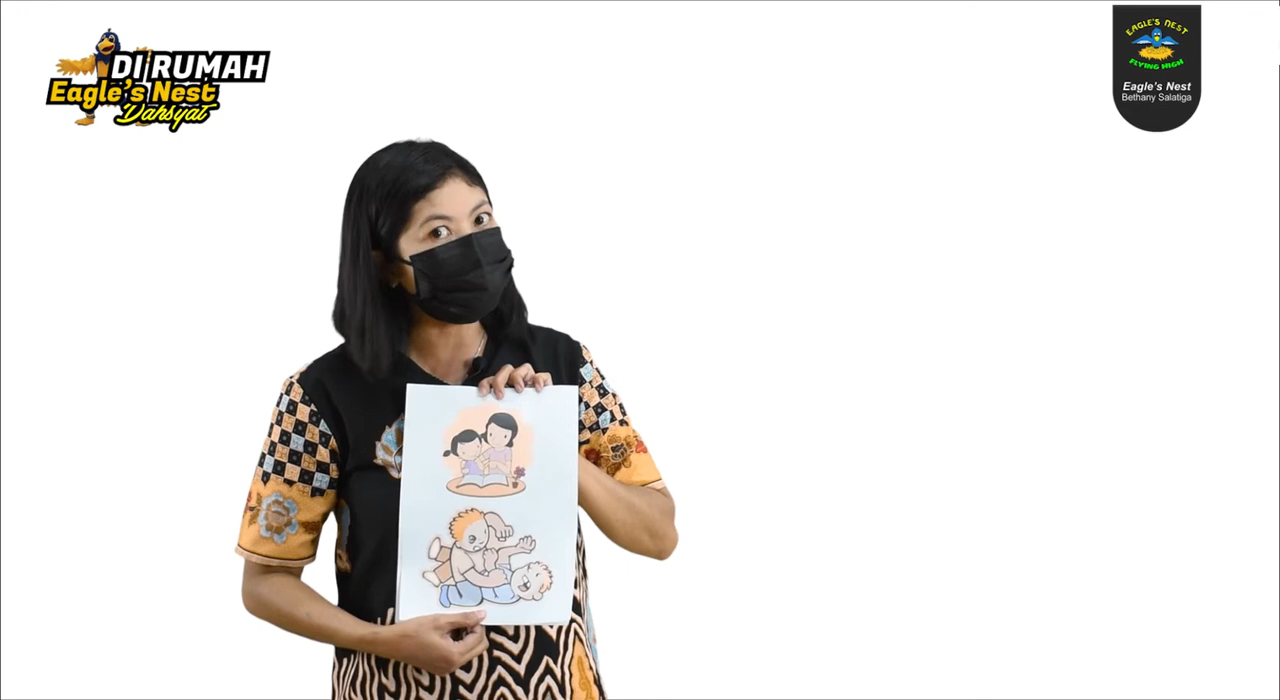 DI RUMAH
Eagle's Nest
Dahsyat
EAGLE'S NEST
FLYING HIGH
Eagle's Nest
Bethany Salatiga